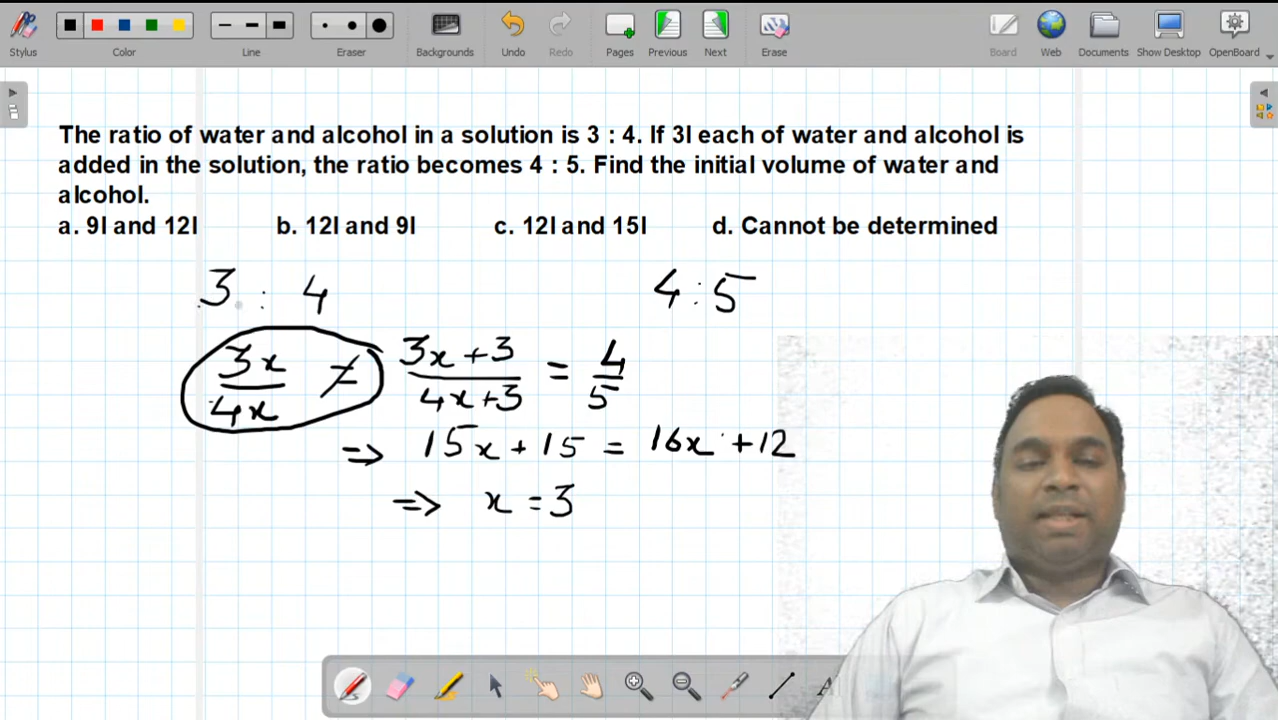 Stylus Color Line Eraser Backgrounds Undo Redo Pages Previous Next Erase Board Web Documents Show Desktop OpenBoard
The ratio of water and alcohol in a solution is 3 : 4. If 3l each of water and alcohol is
added in the solution, the ratio becomes 4 : 5. Find the initial volume of water and
alcohol.
a. 9l and 12l b. 12l and 9l c. 12l and 15l d. Cannot be determined
3 : 4 4 : 5
3x/4x ≠ (3x+3)/(4x+3) = 4/5
⇒ 15x + 15 = 16x + 12
⇒ x = 3